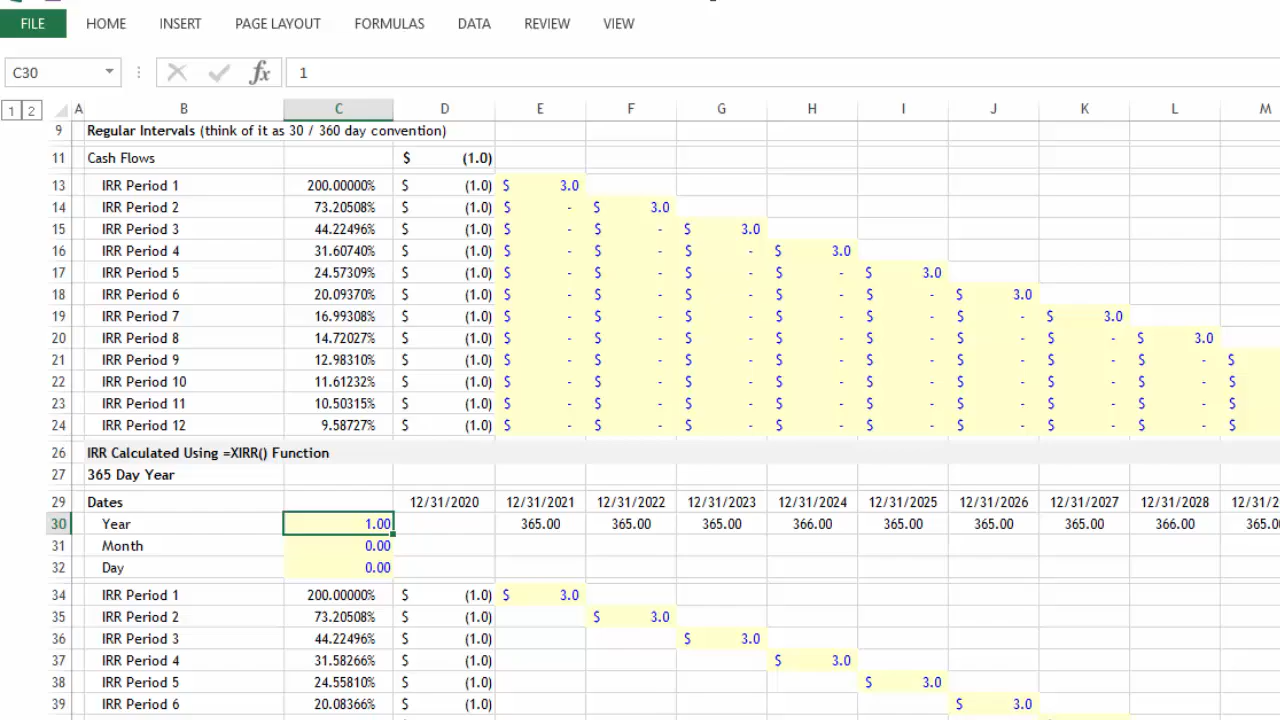 FILE HOME INSERT PAGE LAYOUT FORMULAS DATA REVIEW VIEW
C30 fx 1
1 2 A B C D E F G H I J K L M
9 Regular Intervals (think of it as 30 / 360 day convention)
11 Cash Flows $ (1.0)
13 IRR Period 1 200.00000% $ (1.0) $ 3.0
14 IRR Period 2 73.20508% $ (1.0) $ - $ 3.0
15 IRR Period 3 44.22496% $ (1.0) $ - $ - $ 3.0
16 IRR Period 4 31.60740% $ (1.0) $ - $ - $ - $ 3.0
17 IRR Period 5 24.57309% $ (1.0) $ - $ - $ - $ - $ 3.0
18 IRR Period 6 20.09370% $ (1.0) $ - $ - $ - $ - $ - $ 3.0
19 IRR Period 7 16.99308% $ (1.0) $ - $ - $ - $ - $ - $ - $ 3.0
20 IRR Period 8 14.72027% $ (1.0) $ - $ - $ - $ - $ - $ - $ - $ 3.0
21 IRR Period 9 12.98310% $ (1.0) $ - $ - $ - $ - $ - $ - $ - $ - $
22 IRR Period 10 11.61232% $ (1.0) $ - $ - $ - $ - $ - $ - $ - $ - $
23 IRR Period 11 10.50315% $ (1.0) $ - $ - $ - $ - $ - $ - $ - $ - $
24 IRR Period 12 9.58727% $ (1.0) $ - $ - $ - $ - $ - $ - $ - $ - $
26 IRR Calculated Using =XIRR() Function
27 365 Day Year
29 Dates 12/31/2020 12/31/2021 12/31/2022 12/31/2023 12/31/2024 12/31/2025 12/31/2026 12/31/2027 12/31/2028 12/31/2
30 Year 1.00 365.00 365.00 365.00 366.00 365.00 365.00 365.00 366.00 365.0
31 Month 0.00
32 Day 0.00
34 IRR Period 1 200.00000% $ (1.0) $ 3.0
35 IRR Period 2 73.20508% $ (1.0) $ 3.0
36 IRR Period 3 44.22496% $ (1.0) $ 3.0
37 IRR Period 4 31.58266% $ (1.0) $ 3.0
38 IRR Period 5 24.55810% $ (1.0) $ 3.0
39 IRR Period 6 20.08366% $ (1.0) $ 3.0